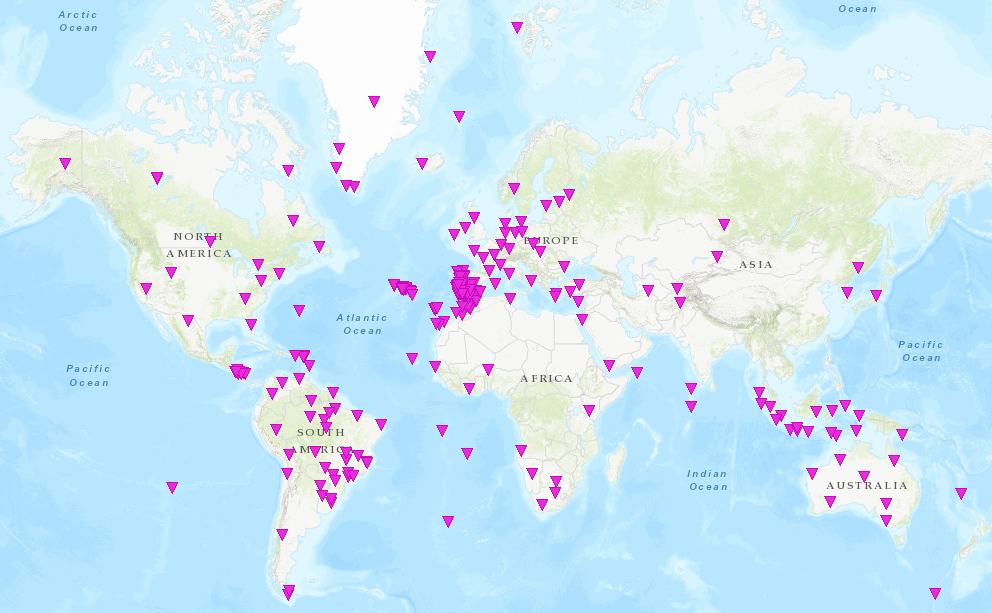 Arctic
Ocean
Ocean
NORTH
AMERICA
EUROPE
ASIA
Atlantic
Ocean
Pacific
Ocean
Pacific
Ocean
AFRICA
SOUTH
AMERICA
Indian
Ocean
AUSTRALIA